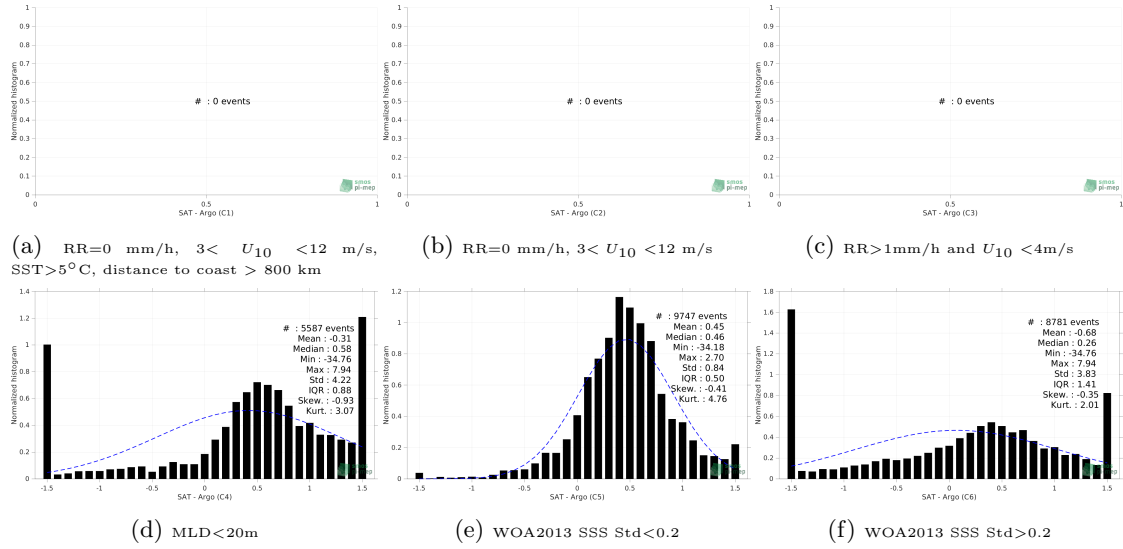 1
0.9
0.8
0.7
0.6
0.5
0.4
0.3
0.2
0.1
0
Normalized histogram
# : 0 events
smos
pi-mep
0 0.5 1
SAT - Argo (C1)
(a) RR=0 mm/h, 3< U10 <12 m/s,
SST>5°C, distance to coast > 800 km
1
0.9
0.8
0.7
0.6
0.5
0.4
0.3
0.2
0.1
0
Normalized histogram
# : 0 events
smos
pi-mep
0 0.5 1
SAT - Argo (C2)
(b) RR=0 mm/h, 3< U10 <12 m/s
1
0.9
0.8
0.7
0.6
0.5
0.4
0.3
0.2
0.1
0
Normalized histogram
# : 0 events
smos
pi-mep
0 0.5 1
SAT - Argo (C3)
(c) RR>1mm/h and U10 <4m/s
1.4
1.2
1
0.8
0.6
0.4
0.2
0
Normalized histogram
# : 5587 events
Mean : -0.31
Median : 0.58
Min : -34.76
Max : 7.94
Std : 4.22
IQR : 0.88
Skew. : -0.93
Kurt. : 3.07
-1.5 -1 -0.5 0 0.5 1 1.5
SAT - Argo (C4)
(d) MLD<20m
1.2
1
0.8
0.6
0.4
0.2
0
Normalized histogram
# : 9747 events
Mean : 0.45
Median : 0.46
Min : -34.18
Max : 2.70
Std : 0.84
IQR : 0.50
Skew. : -0.41
Kurt. : 4.76
-1.5 -1 -0.5 0 0.5 1 1.5
SAT - Argo (C5)
(e) WOA2013 SSS Std<0.2
1.8
1.6
1.4
1.2
1
0.8
0.6
0.4
0.2
0
Normalized histogram
# : 8781 events
Mean : -0.68
Median : 0.26
Min : -34.76
Max : 7.94
Std : 3.83
IQR : 1.41
Skew. : -0.35
Kurt. : 2.01
-1.5 -1 -0.5 0 0.5 1 1.5
SAT - Argo (C6)
(f) WOA2013 SSS Std>0.2